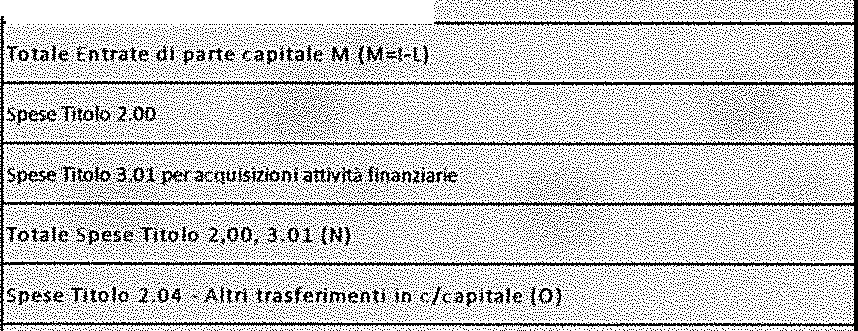 Totale Entrate di parte capitale M (M=I-L)
Spese Titolo 2.00
Spese Titolo 3.01 per acquisizioni attività finanziarie
Totale Spese Titolo 2,00, 3.01 (N)
Spese Titolo 2.04 - Altri trasferimenti in c/capitale (O)